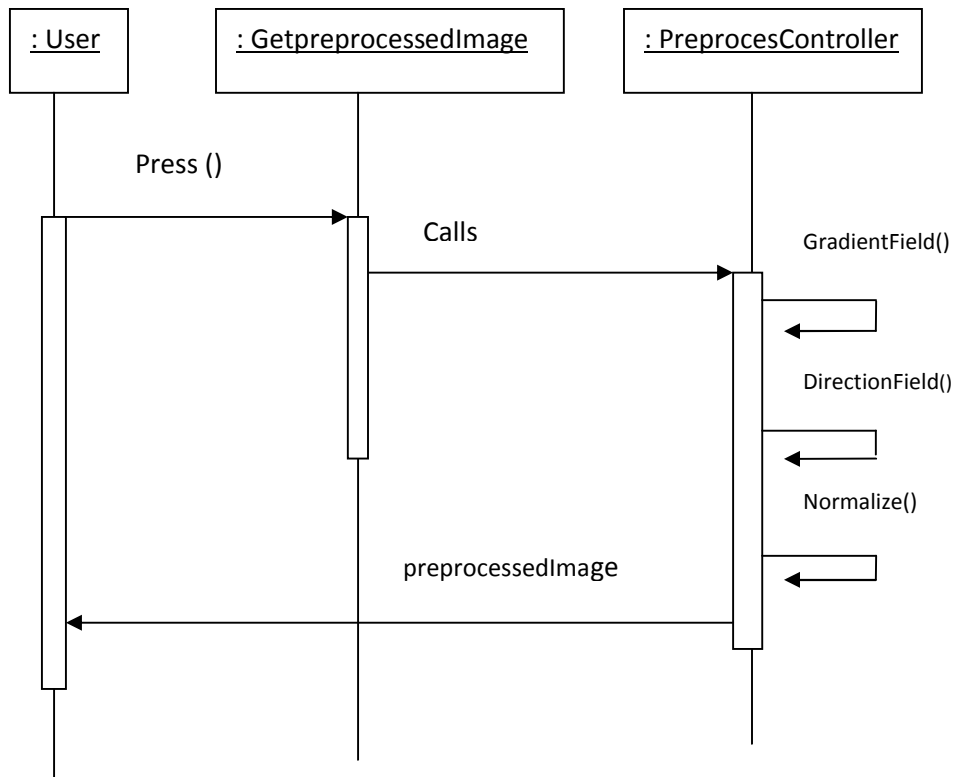 : User
: GetpreprocessedImage
: PreprocesController
Press ()
Calls
GradientField()
DirectionField()
Normalize()
preprocessedImage